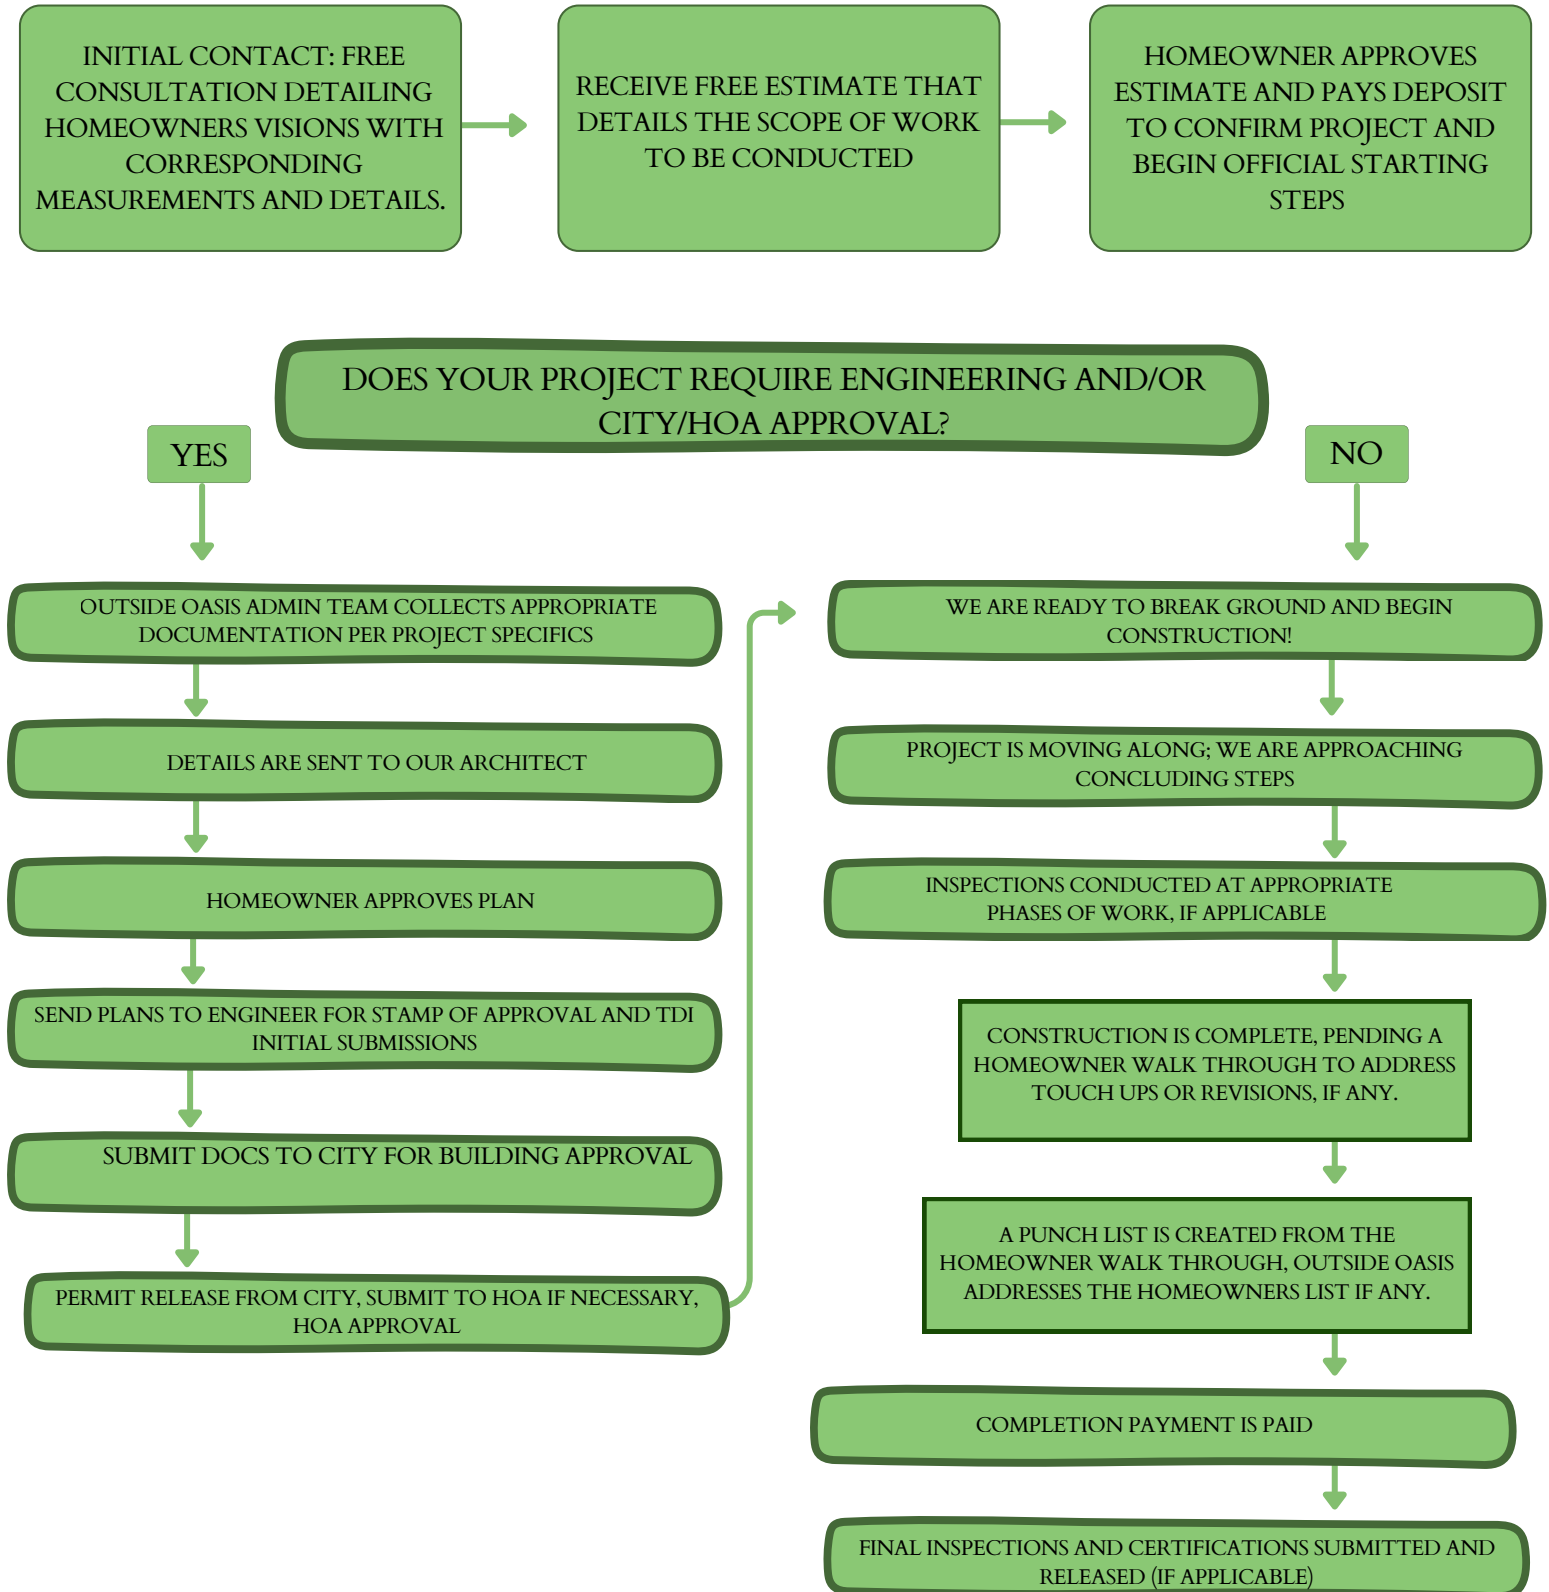 INITIAL CONTACT: FREE
CONSULTATION DETAILING
HOMEOWNERS VISIONS WITH
CORRESPONDING
MEASUREMENTS AND DETAILS.
RECEIVE FREE ESTIMATE THAT
DETAILS THE SCOPE OF WORK
TO BE CONDUCTED
HOMEOWNER APPROVES
ESTIMATE AND PAYS DEPOSIT
TO CONFIRM PROJECT AND
BEGIN OFFICIAL STARTING
STEPS
DOES YOUR PROJECT REQUIRE ENGINEERING AND/OR
CITY/HOA APPROVAL?
YES
OUTSIDE OASIS ADMIN TEAM COLLECTS APPROPRIATE
DOCUMENTATION PER PROJECT SPECIFICS
DETAILS ARE SENT TO OUR ARCHITECT
HOMEOWNER APPROVES PLAN
SEND PLANS TO ENGINEER FOR STAMP OF APPROVAL AND TDI
INITIAL SUBMISSIONS
SUBMIT DOCS TO CITY FOR BUILDING APPROVAL
PERMIT RELEASE FROM CITY, SUBMIT TO HOA IF NECESSARY,
HOA APPROVAL
NO
WE ARE READY TO BREAK GROUND AND BEGIN
CONSTRUCTION!
PROJECT IS MOVING ALONG; WE ARE APPROACHING
CONCLUDING STEPS
INSPECTIONS CONDUCTED AT APPROPRIATE
PHASES OF WORK, IF APPLICABLE
CONSTRUCTION IS COMPLETE, PENDING A
HOMEOWNER WALK THROUGH TO ADDRESS
TOUCH UPS OR REVISIONS, IF ANY.
A PUNCH LIST IS CREATED FROM THE
HOMEOWNER WALK THROUGH, OUTSIDE OASIS
ADDRESSES THE HOMEOWNERS LIST IF ANY.
COMPLETION PAYMENT IS PAID
FINAL INSPECTIONS AND CERTIFICATIONS SUBMITTED AND
RELEASED (IF APPLICABLE)